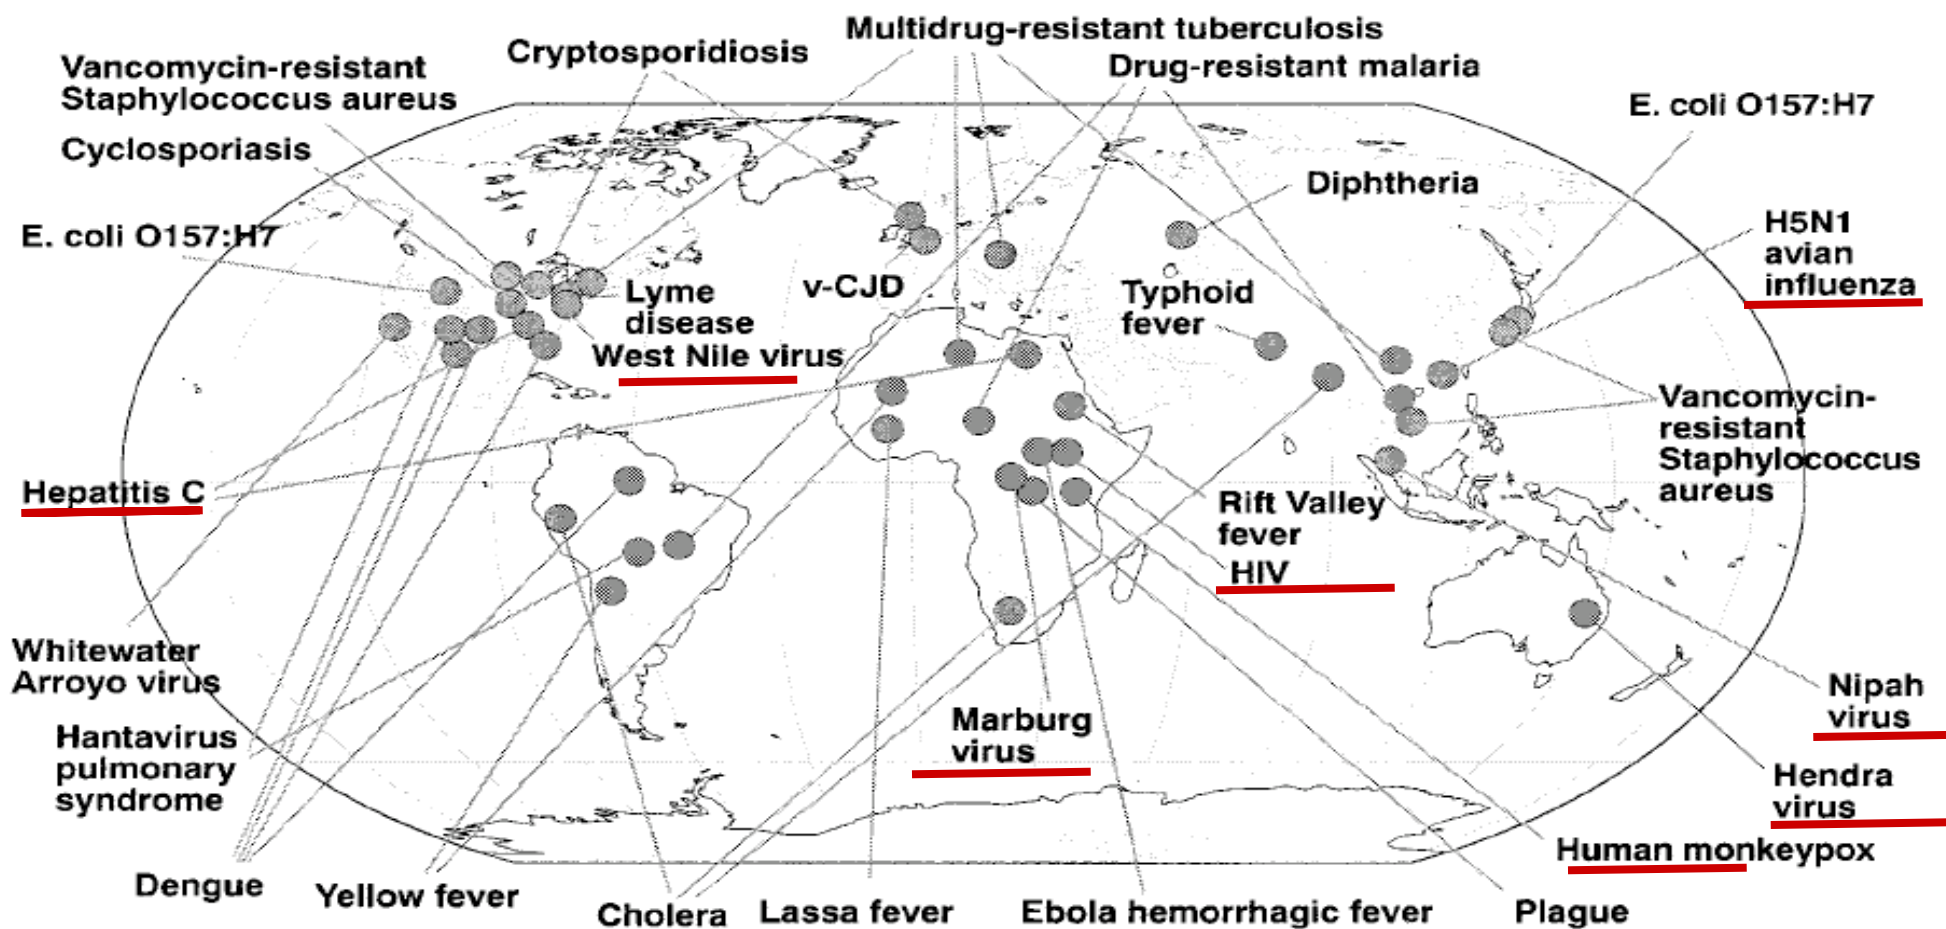 Multidrug-resistant tuberculosis
Cryptosporidiosis
Vancomycin-resistant
Staphylococcus aureus
Drug-resistant malaria
E. coli O157:H7
Cyclosporiasis
Diphtheria
E. coli O157:H7
H5N1
avian
influenza
v-CJD
Lyme
disease
Typhoid
fever
West Nile virus
Vancomycin-
resistant
Staphylococcus
aureus
Hepatitis C
Rift Valley
fever
HIV
Whitewater
Arroyo virus
Nipah
virus
Marburg
virus
Hantavirus
pulmonary
syndrome
Hendra
virus
Human monkeypox
Dengue
Yellow fever
Cholera
Lassa fever
Ebola hemorrhagic fever
Plague